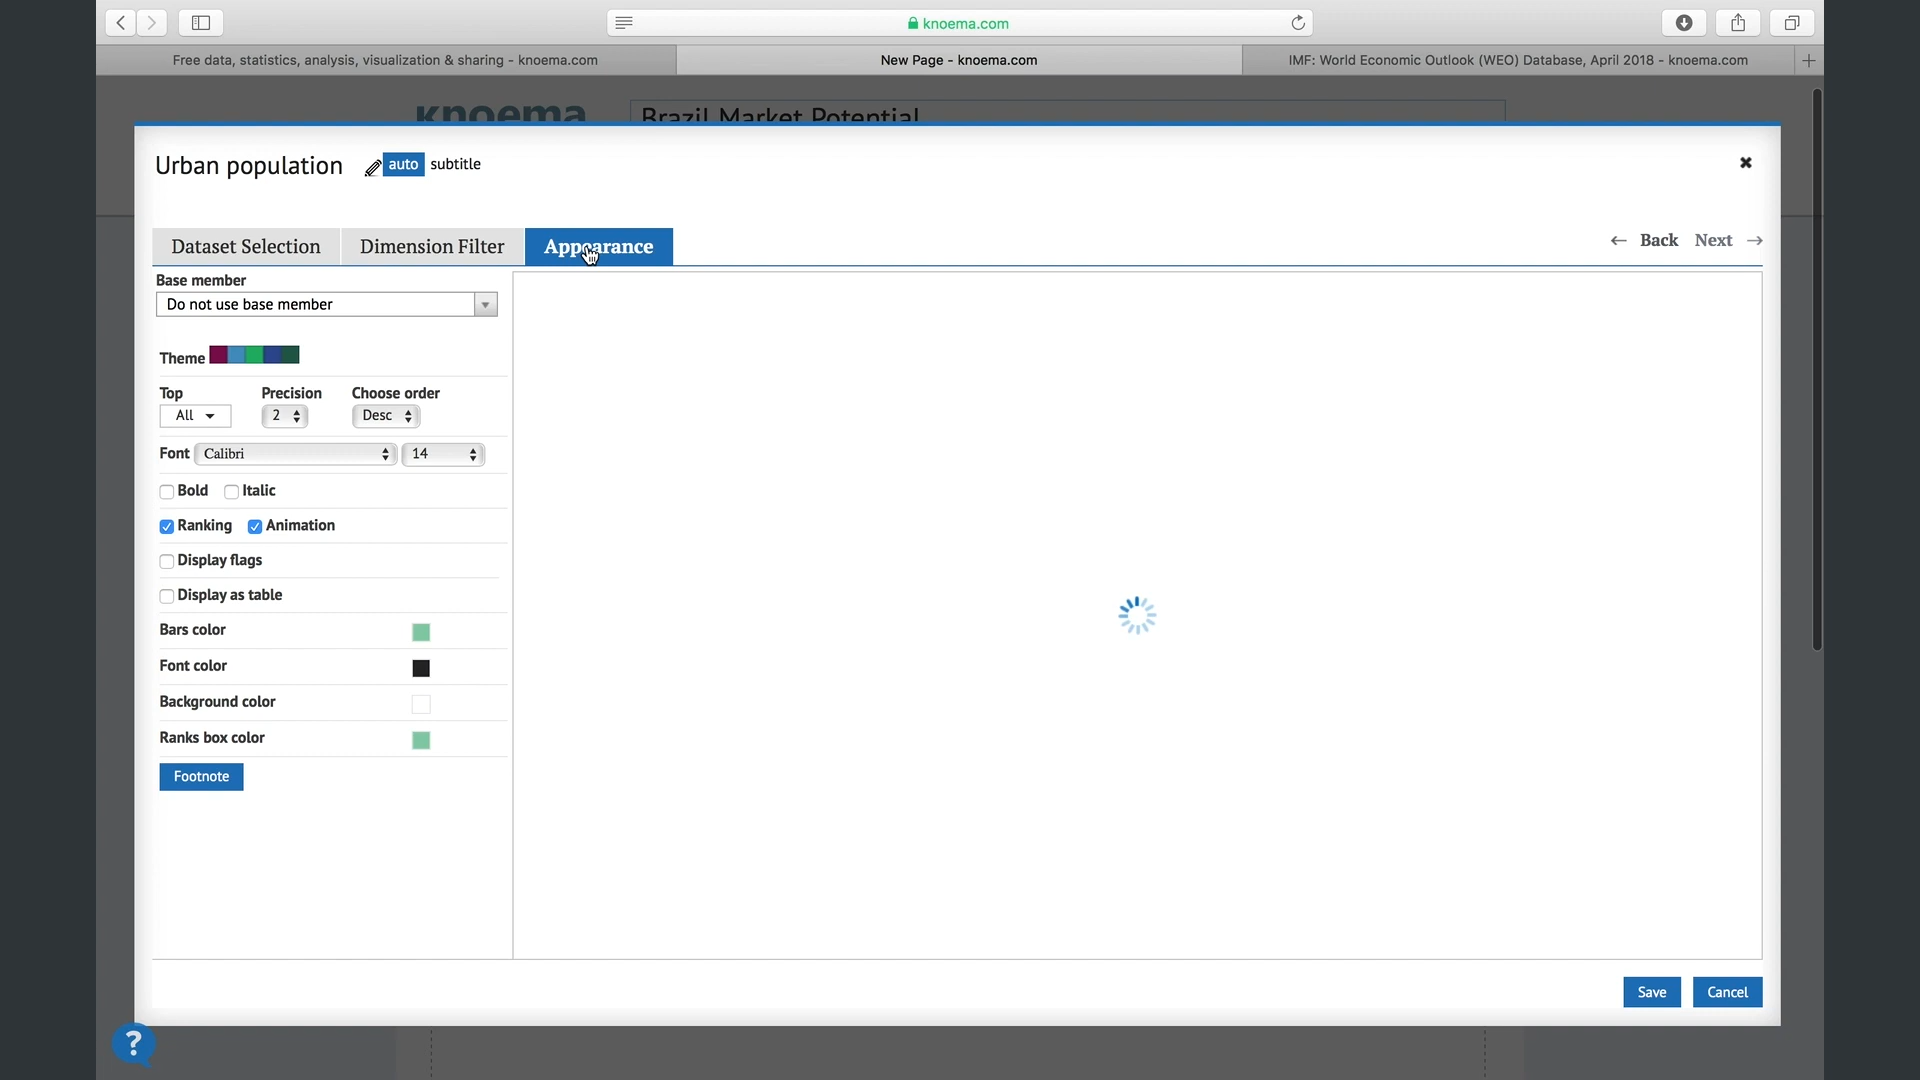 knoema.com
Free data, statistics, analysis, visualization & sharing - knoema.com
New Page - knoema.com
IMF: World Economic Outlook (WEO) Database, April 2018 - knoema.com
knoema
Brazil Market Potential
Urban population
auto
subtitle
Dataset Selection
Dimension Filter
Appearance
Back
Next
Base member
Do not use base member
Theme
Top
Precision
Choose order
All
2
Desc
Font
Calibri
14
Bold
Italic
Ranking
Animation
Display flags
Display as table
Bars color
Font color
Background color
Ranks box color
Footnote
Save
Cancel
?